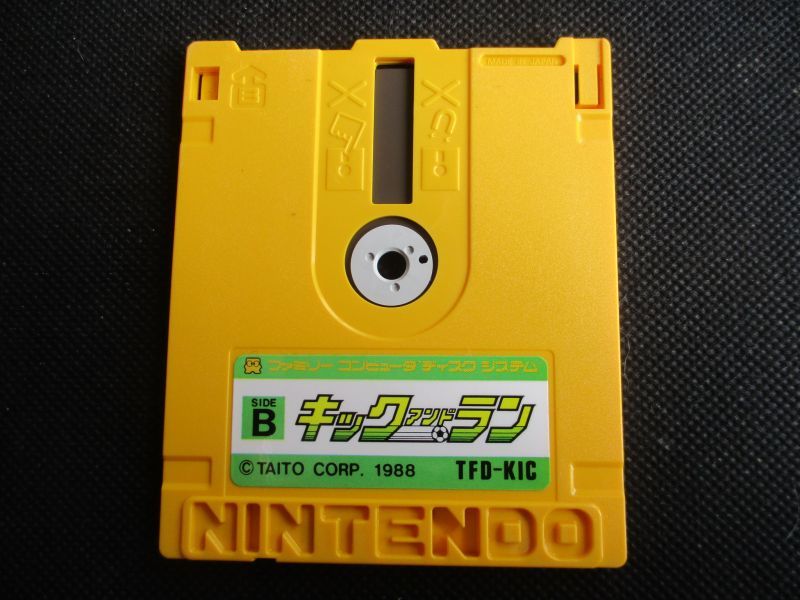 MADE IN JAPAN
ファミリー コンピュータ ディスク システム
SIDE
B
キックアンドラン
©TAITO CORP. 1988 TFD-KIC
NINTENDO